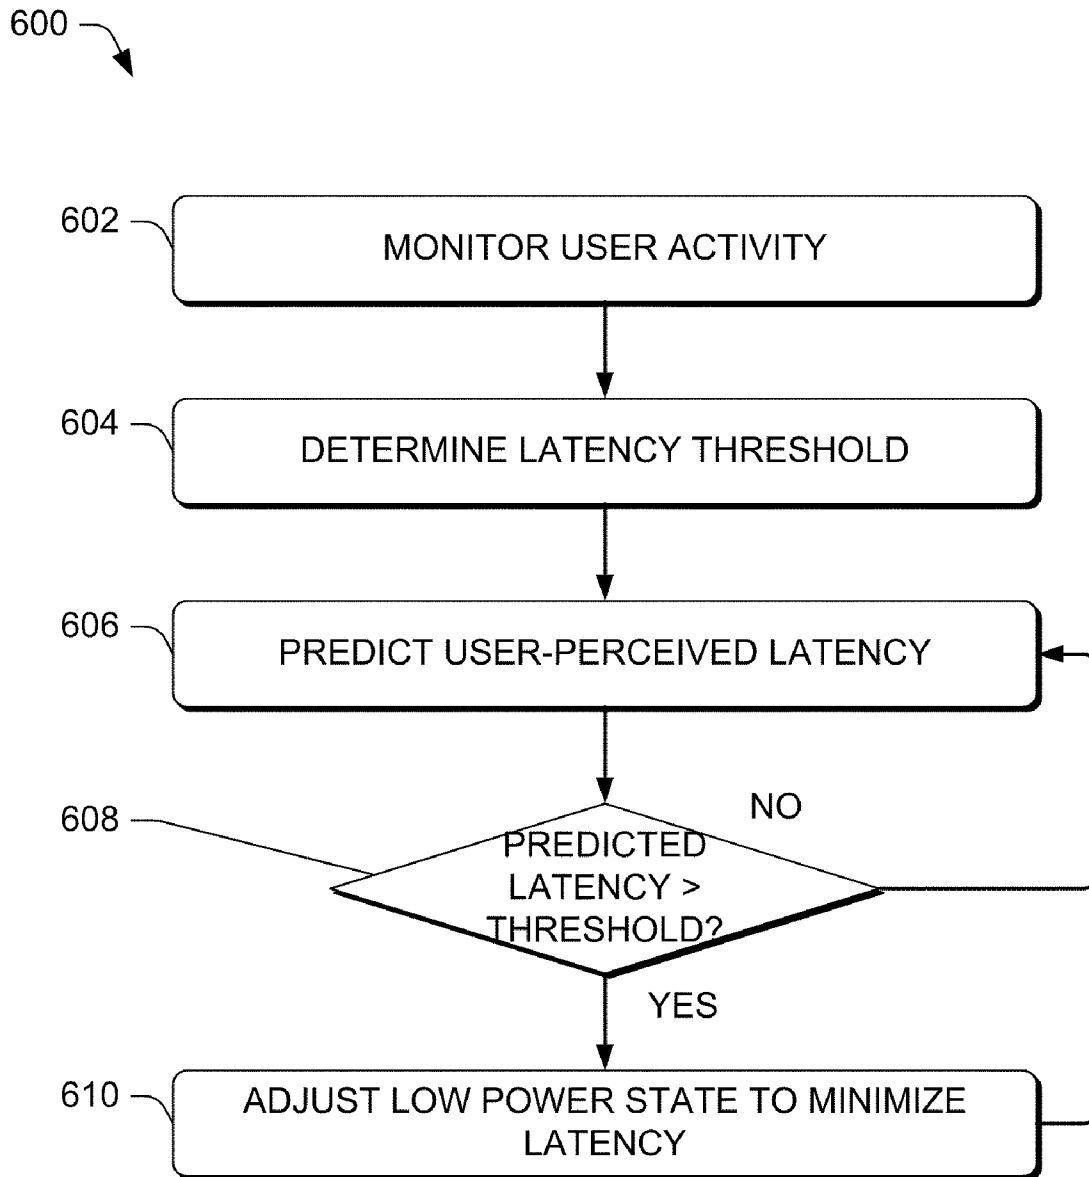 600
602
MONITOR USER ACTIVITY
604
DETERMINE LATENCY THRESHOLD
606
PREDICT USER-PERCEIVED LATENCY
608
NO
PREDICTED
LATENCY >
THRESHOLD?
YES
610
ADJUST LOW POWER STATE TO MINIMIZE
LATENCY